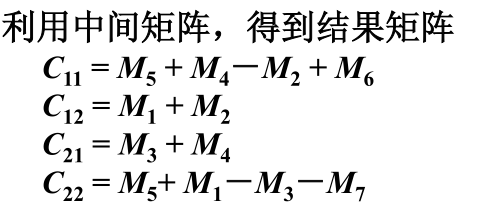 利用中间矩阵，得到结果矩阵
C₁₁ = M₅ + M₄－M₂ + M₆
C₁₂ = M₁ + M₂
C₂₁ = M₃ + M₄
C₂₂ = M₅+ M₁－M₃－M₇